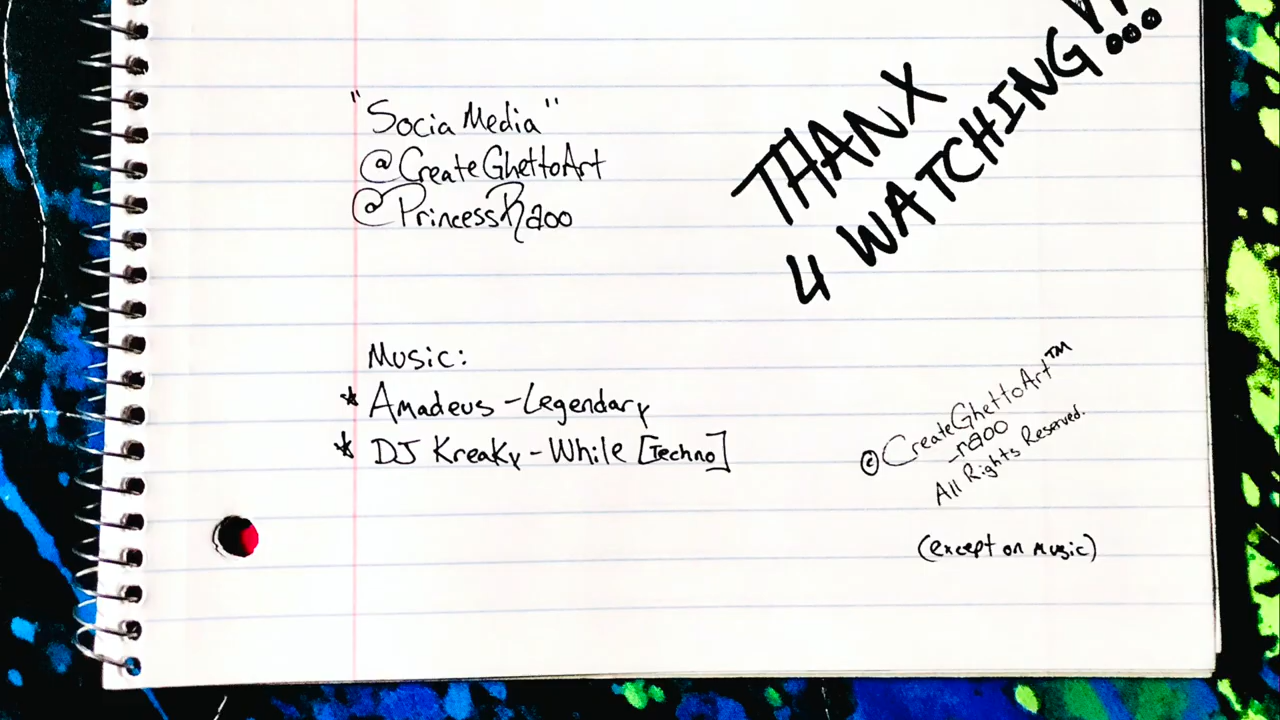 "Socia Media"
@CreateGhettoArt
@PrincessRaoo
THANX
4 WATCHING!!!
Music:
* Amadeus - Legendary
* DJ Kreaky - While [Techno]
©CreateGhettoArt™
_raoo
All Rights Reserved.
(except on music)